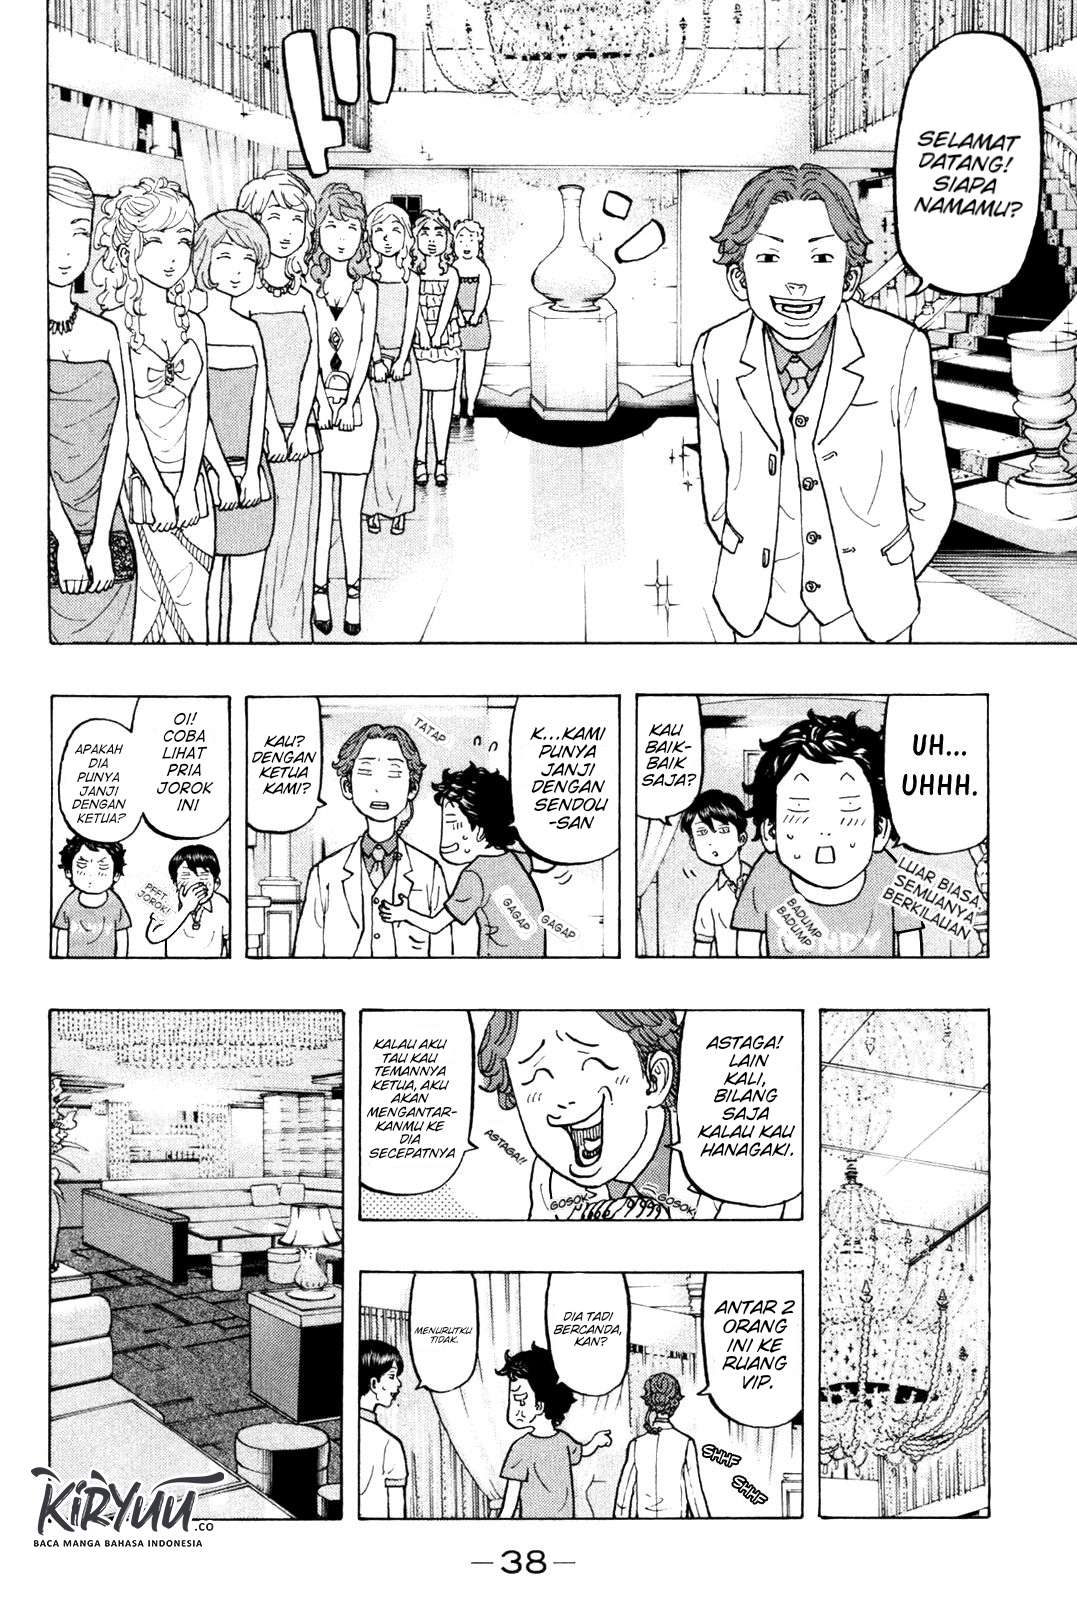 SELAMAT
DATANG!
SIAPA
NAMAMU?
ドドン
UH...
UHHH.
LUAR BIASA.
SEMUANYA
BERKILAUAN
BADUMP
BADUMP
KAU
BAIK-
BAIK
SAJA?
K...KAMI
PUNYA
JANJI
DENGAN
SENDOU
-SAN
GAGAP
GAGAP
TATAP
KAU?
DENGAN
KETUA
KAMI?
OI!
COBA
LIHAT
PRIA
JOROK
INI
PFFT
JOROK!
APAKAH
DIA
PUNYA
JANJI
DENGAN
KETUA?
ASTAGA!
LAIN
KALI,
BILANG
SAJA
KALAU KAU
HANAGAKI.
GOSOK
GOSOK
ASTAGA!!
KALAU AKU
TAU KAU
TEMANNYA
KETUA, AKU
AKAN
MENGANTAR-
KANMU KE
DIA
SECEPATNYA
ANTAR 2
ORANG
INI KE
RUANG
VIP.
SHHF
SHHF
DIA TADI
BERCANDA,
KAN?
MENURUTKU
TIDAK.
KIRYUU.CO
BACA MANGA BAHASA INDONESIA
—38—